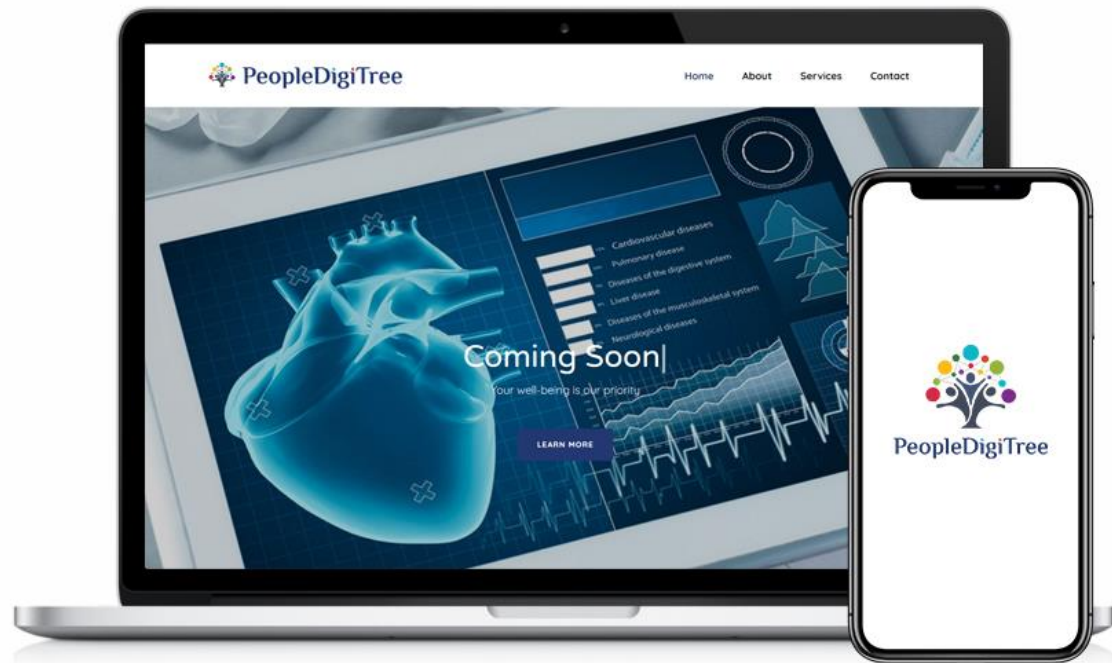 PeopleDigiTree
Home About Services Contact
Cardiovascular diseases
Pulmonary disease
Diseases of the digestive system
Liver disease
Diseases of the musculoskeletal system
Neurological diseases
Coming Soon
Your well-being is our priority
LEARN MORE
PeopleDigiTree